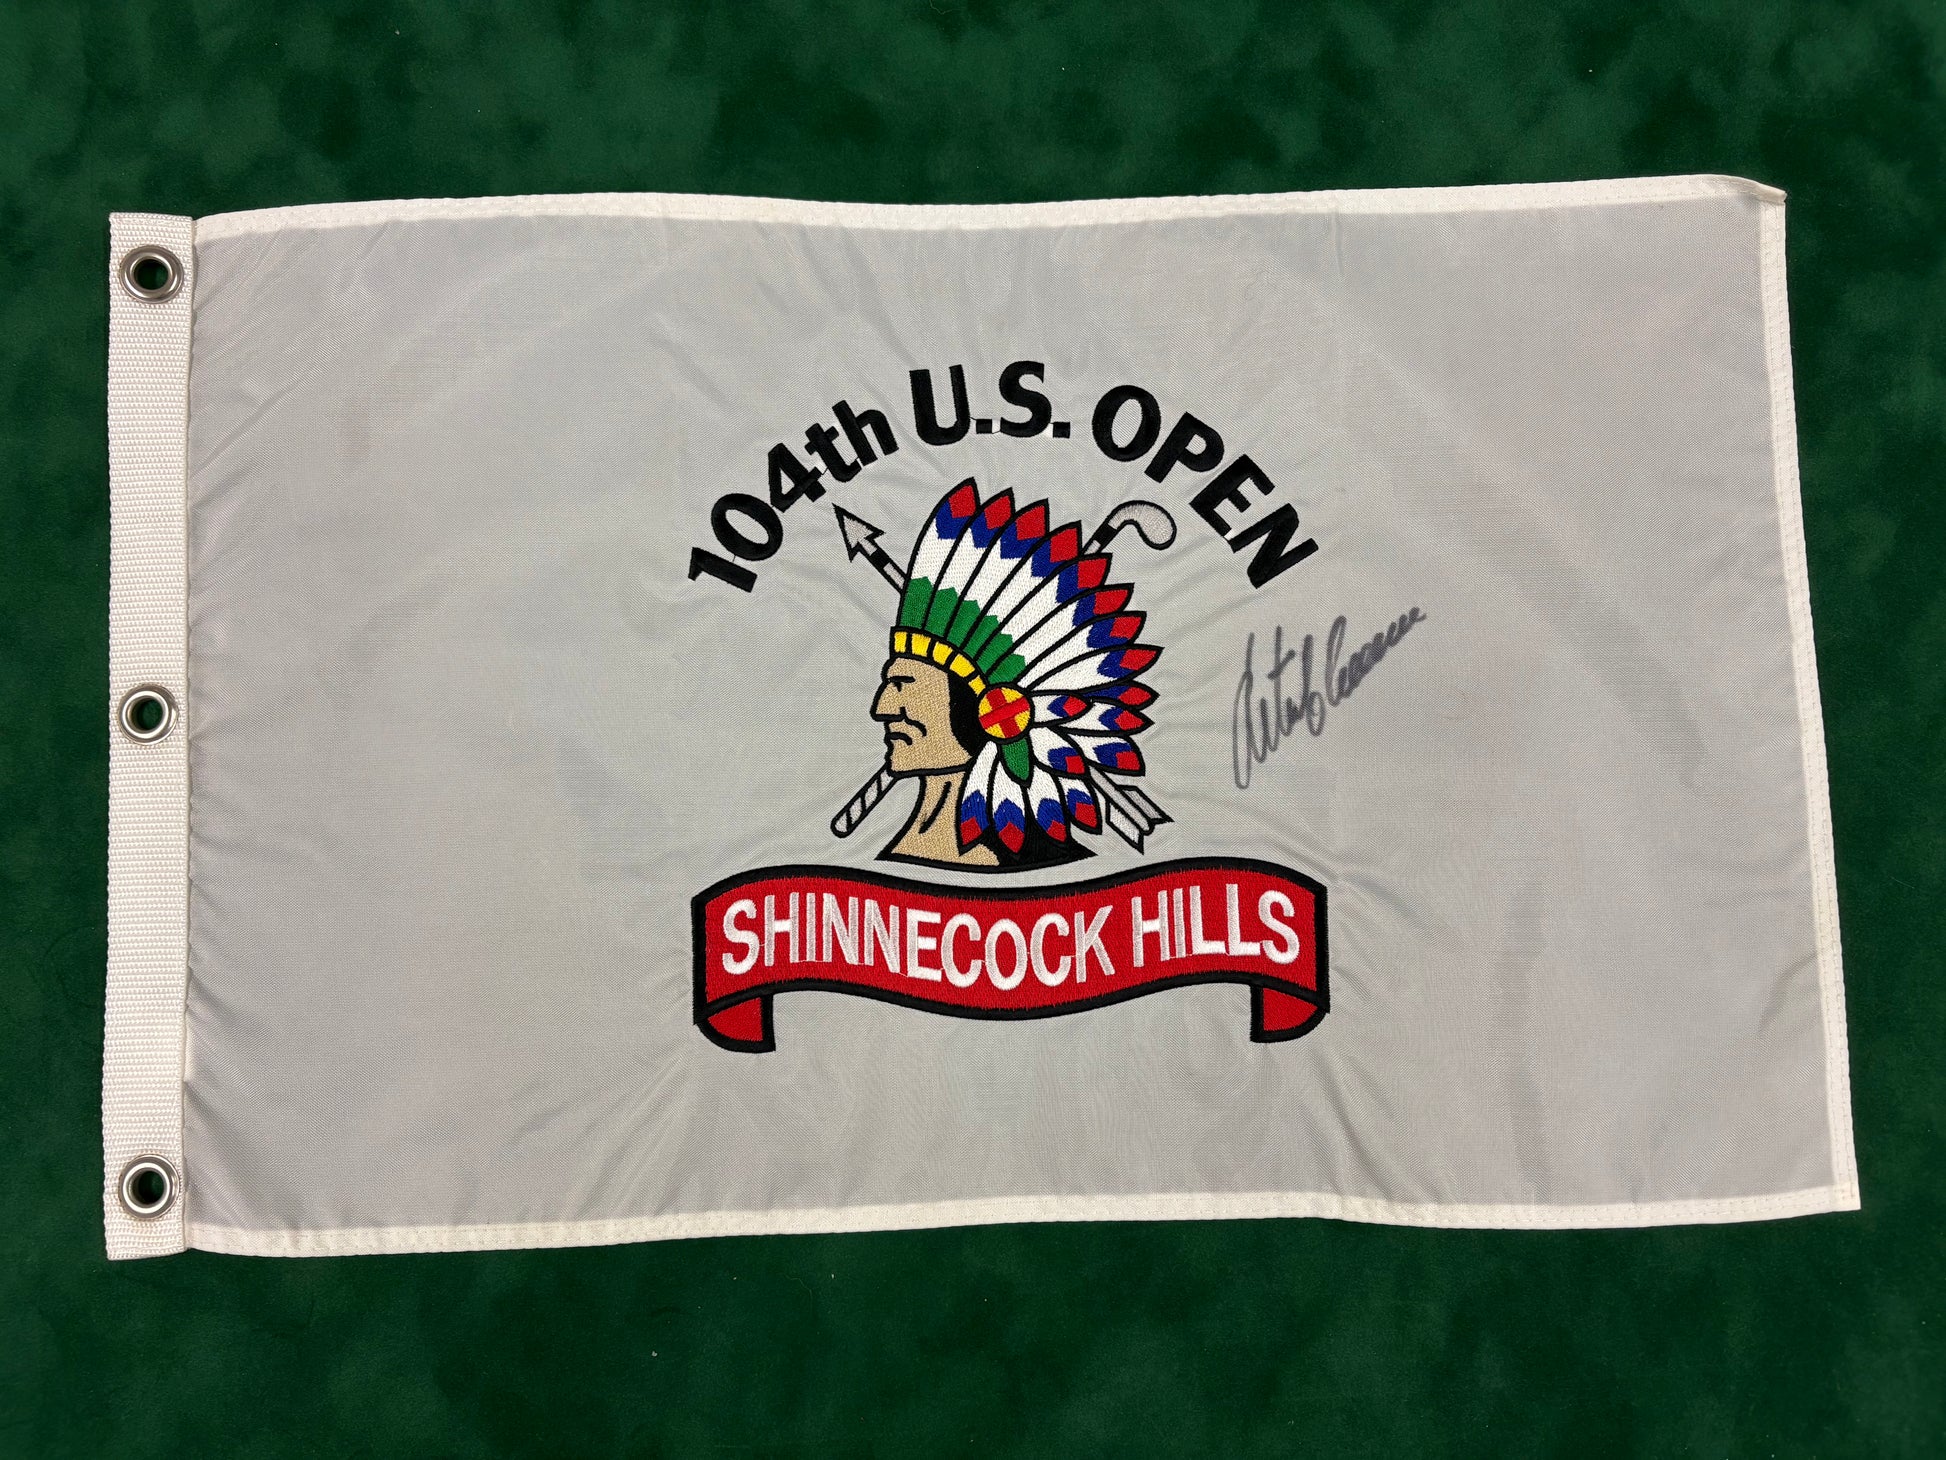 104th U.S. OPEN
SHINNECOCK HILLS